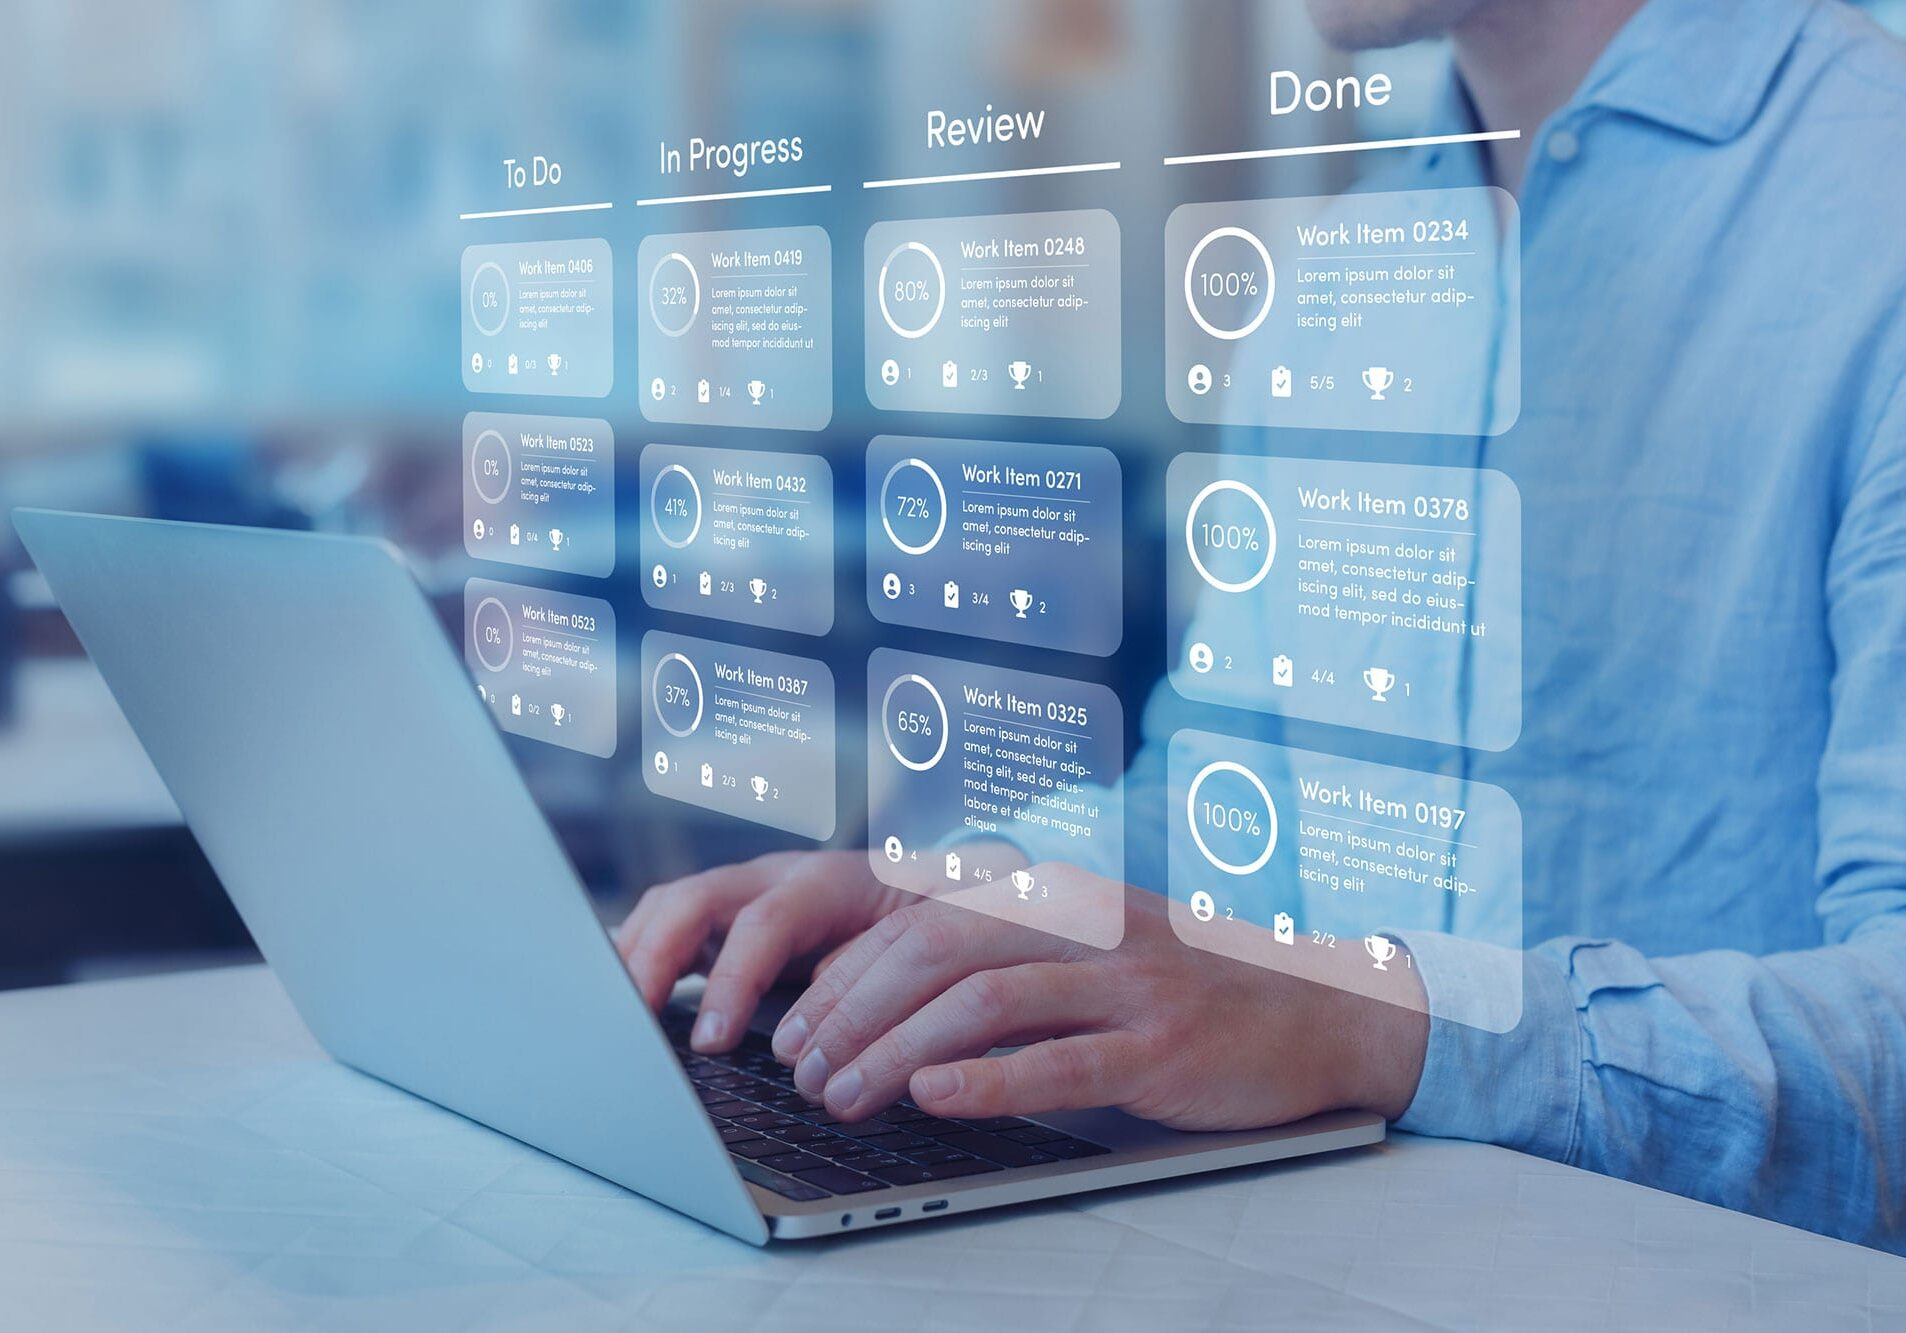 To Do
Work Item 0406
0%
Lorem ipsum dolor sit
amet, consectetur adip-
iscing elit
0 0/3 1
Work Item 0523
0%
Lorem ipsum dolor sit
amet, consectetur adip-
iscing elit
0 0/4 1
Work Item 0523
0%
Lorem ipsum dolor sit
amet, consectetur adip-
iscing elit
0 0/2 1
In Progress
Work Item 0419
32%
Lorem ipsum dolor sit
amet, consectetur adip-
iscing elit, sed do eius-
mod tempor incididunt ut
2 1/4 1
Work Item 0432
41%
Lorem ipsum dolor sit
amet, consectetur adip-
iscing elit
1 2/3 2
Work Item 0387
37%
Lorem ipsum dolor sit
amet, consectetur adip-
iscing elit
1 2/3 2
Review
Work Item 0248
80%
Lorem ipsum dolor sit
amet, consectetur adip-
iscing elit
1 2/3 1
Work Item 0271
72%
Lorem ipsum dolor sit
amet, consectetur adip-
iscing elit
3 3/4 2
Work Item 0325
65%
Lorem ipsum dolor sit
amet, consectetur adip-
iscing elit, sed do eius-
mod tempor incididunt ut
labore et dolore magna
aliqua
4 4/5 3
Done
Work Item 0234
100%
Lorem ipsum dolor sit
amet, consectetur adip-
iscing elit
3 5/5 2
Work Item 0378
100%
Lorem ipsum dolor sit
amet, consectetur adip-
iscing elit, sed do eius-
mod tempor incididunt ut
2 4/4 1
Work Item 0197
100%
Lorem ipsum dolor sit
amet, consectetur adip-
iscing elit
2 2/2 1